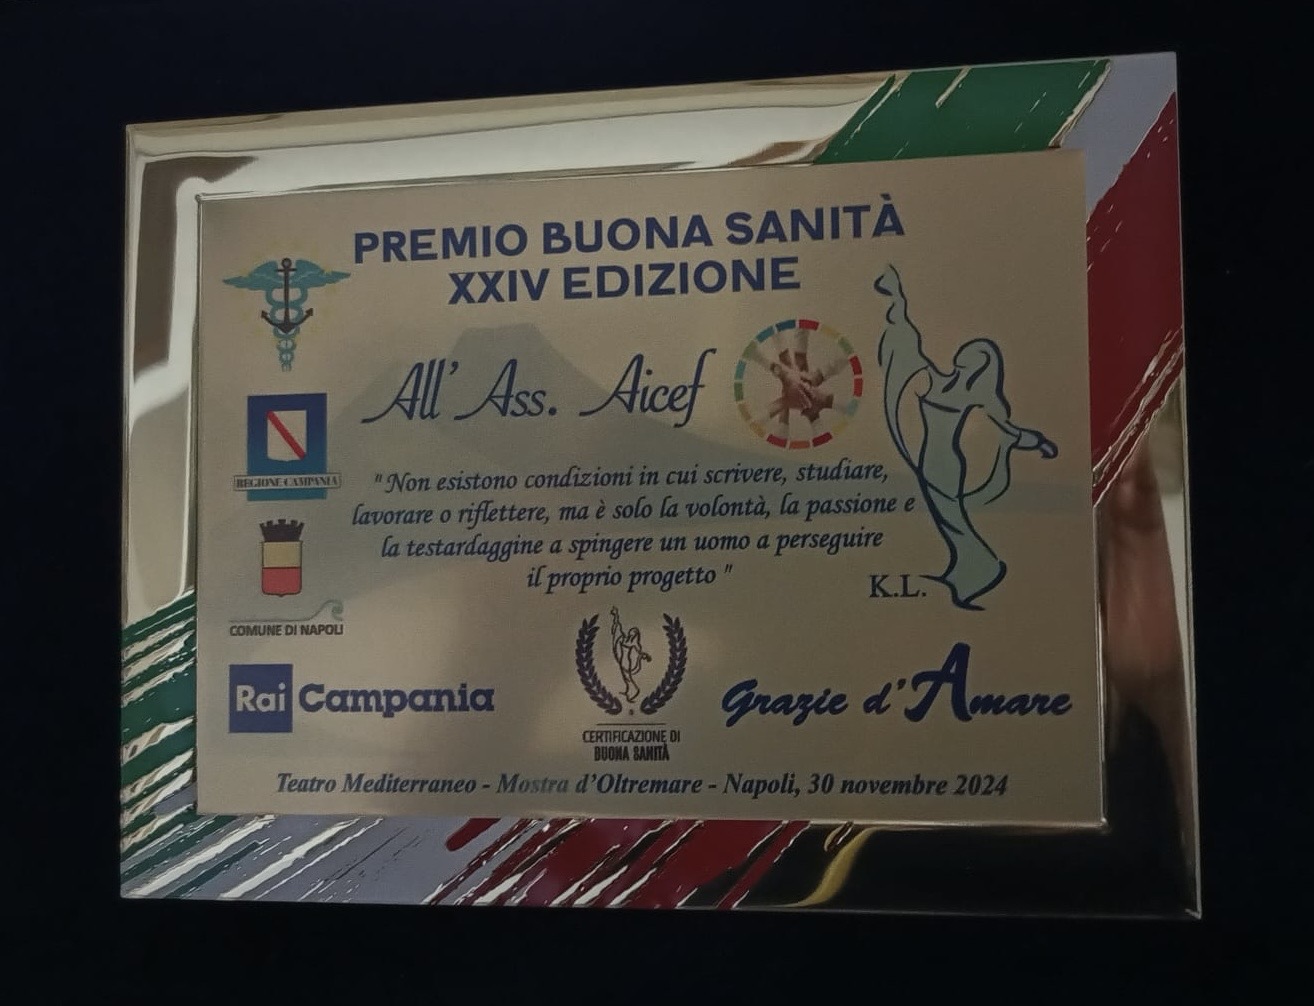 PREMIO BUONA SANITÀ
XXIV EDIZIONE
All' Ass. Aicef
REGIONE CAMPANIA
"Non esistono condizioni in cui scrivere, studiare,
lavorare o riflettere, ma è solo la volontà, la passione e
la testardaggine a spingere un uomo a perseguire
il proprio progetto"
K.L.
COMUNE DI NAPOLI
Rai Campania
CERTIFICAZIONE DI
BUONA SANITÀ
Grazie d'Amare
Teatro Mediterraneo - Mostra d'Oltremare - Napoli, 30 novembre 2024